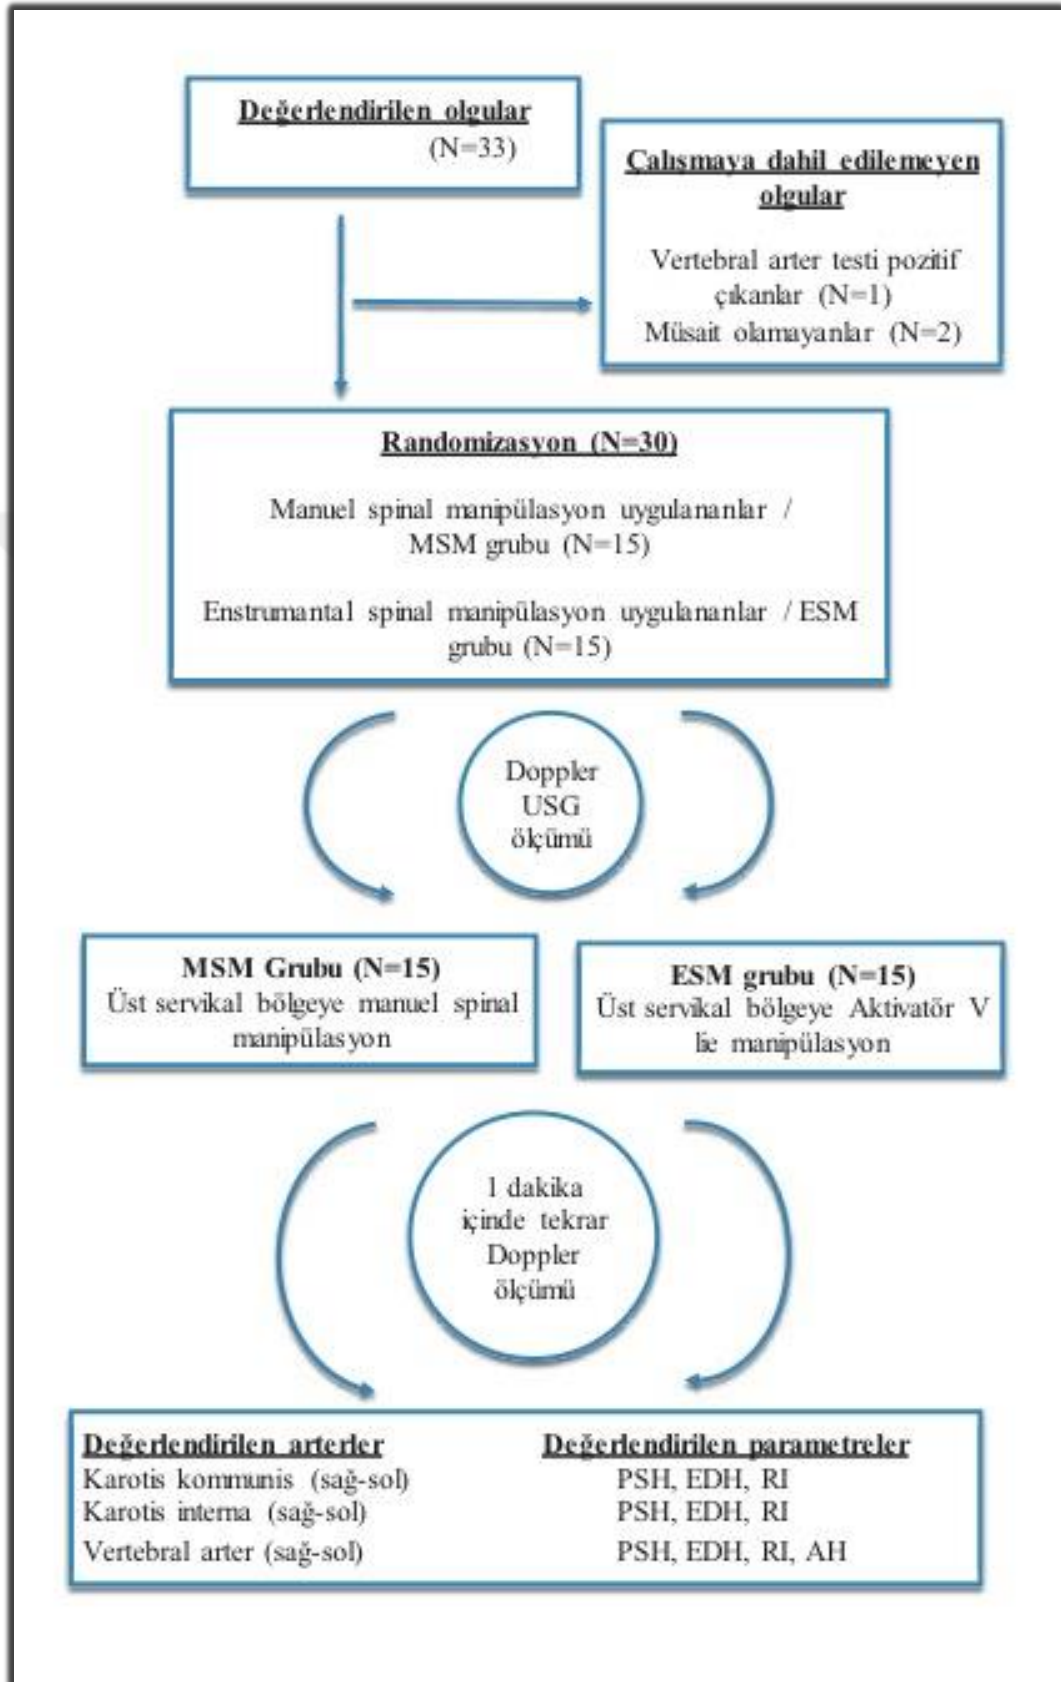 Değerlendirilen olgular
(N=33)
Çalışmaya dahil edilemeyen
olgular
Vertebral arter testi pozitif
çıkanlar (N=1)
Müsait olamayanlar (N=2)
Randomizasyon (N=30)
Manuel spinal manipülasyon uygulananlar /
MSM grubu (N=15)
Enstrumantal spinal manipülasyon uygulananlar / ESM
grubu (N=15)
Doppler
USG
ölçümü
MSM Grubu (N=15)
Üst servikal bölgeye manuel spinal
manipülasyon
ESM grubu (N=15)
Üst servikal bölgeye Aktivatör V
lie manipülasyon
1 dakika
içinde tekrar
Doppler
ölçümü
Değerlendirilen arterler
Karotis kommunis (sağ-sol)
Karotis interna (sağ-sol)
Vertebral arter (sağ-sol)
Değerlendirilen parametreler
PSH, EDH, RI
PSH, EDH, RI
PSH, EDH, RI, AH